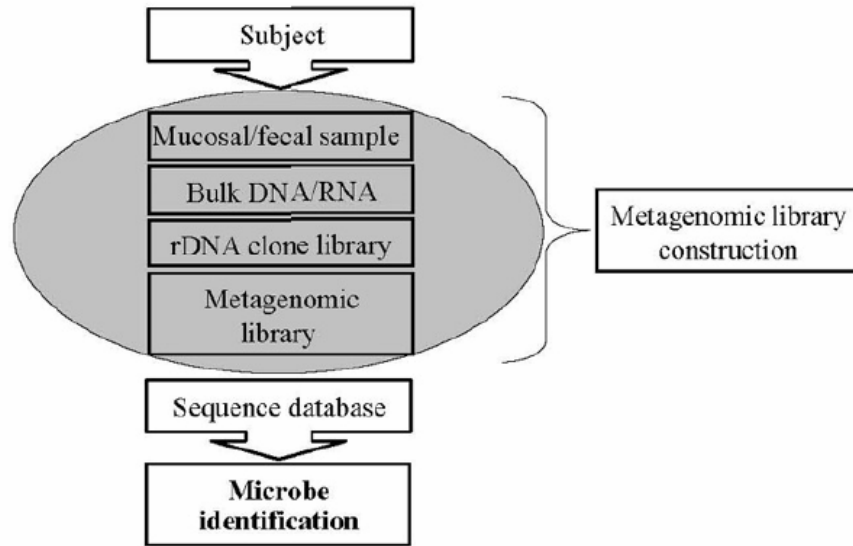 Subject
Mucosal/fecal sample
Bulk DNA/RNA
rDNA clone library
Metagenomic
library
Metagenomic library
construction
Sequence database
Microbe
identification